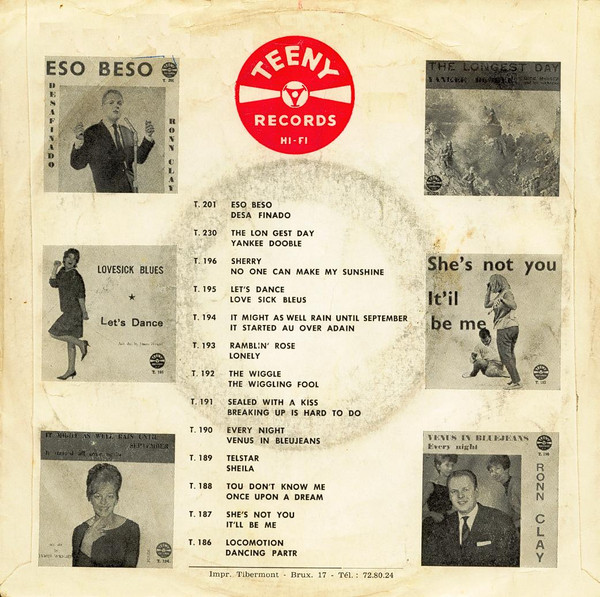 TEENY
RECORDS
HI-FI
ESO BESO
DESAFINADO
RONN CLAY
THE LONGEST DAY
YANKEE DOODLE
LOVESICK BLUES
★
Let's Dance
She's not you
It'il
be me
IT MIGHT AS WELL RAIN UNTIL
SEPTEMBER
VENUS IN BLUEJEANS
Every night
RONN CLAY
T. 201 ESO BESO
DESA FINADO
T. 230 THE LON GEST DAY
YANKEE DOOBLE
T. 196 SHERRY
NO ONE CAN MAKE MY SUNSHINE
T. 195 LET'S DANCE
LOVE SICK BLEUS
T. 194 IT MIGHT AS WELL RAIN UNTIL SEPTEMBER
IT STARTED AU OVER ADAIN
T. 193 RAMBL:N' ROSE
LONELY
T. 192 THE WIGGLE
THE WIGGLING FOOL
T. 191 SEALED WITH A KISS
BREAKING UP IS HARD TO DO
T. 190 EVERY NIGHT
VENUS IN BLEUJEANS
T. 189 TELSTAR
SHEILA
T. 188 TOU DON'T KNOW ME
ONCE UPON A DREAM
T. 187 SHE'S NOT YOU
IT'LL BE ME
T. 186 LOCOMOTION
DANCING PARTR
Impr. Tibermont - Brux. 17 - Tél. : 72.80.24